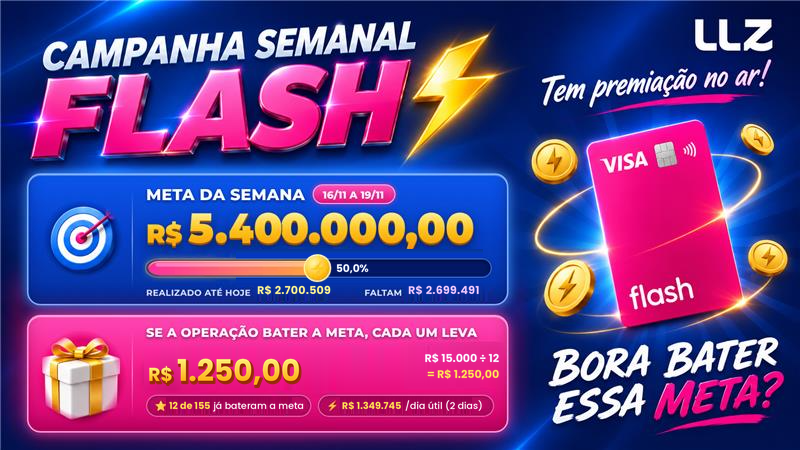 CAMPANHA SEMANAL
FLASH
META DA SEMANA 16/11 A 19/11
R$ 5.400.000,00
50,0%
REALIZADO ATÉ HOJE R$ 2.700.509 FALTAM R$ 2.699.491
SE A OPERAÇÃO BATER A META, CADA UM LEVA
R$ 1.250,00
R$ 15.000 ÷ 12
= R$ 1.250,00
12 de 155 já bateram a meta
R$ 1.349.745 /dia útil (2 dias)
LLZ
Tem premiação no ar!
VISA
flash
BORA BATER
ESSA META?